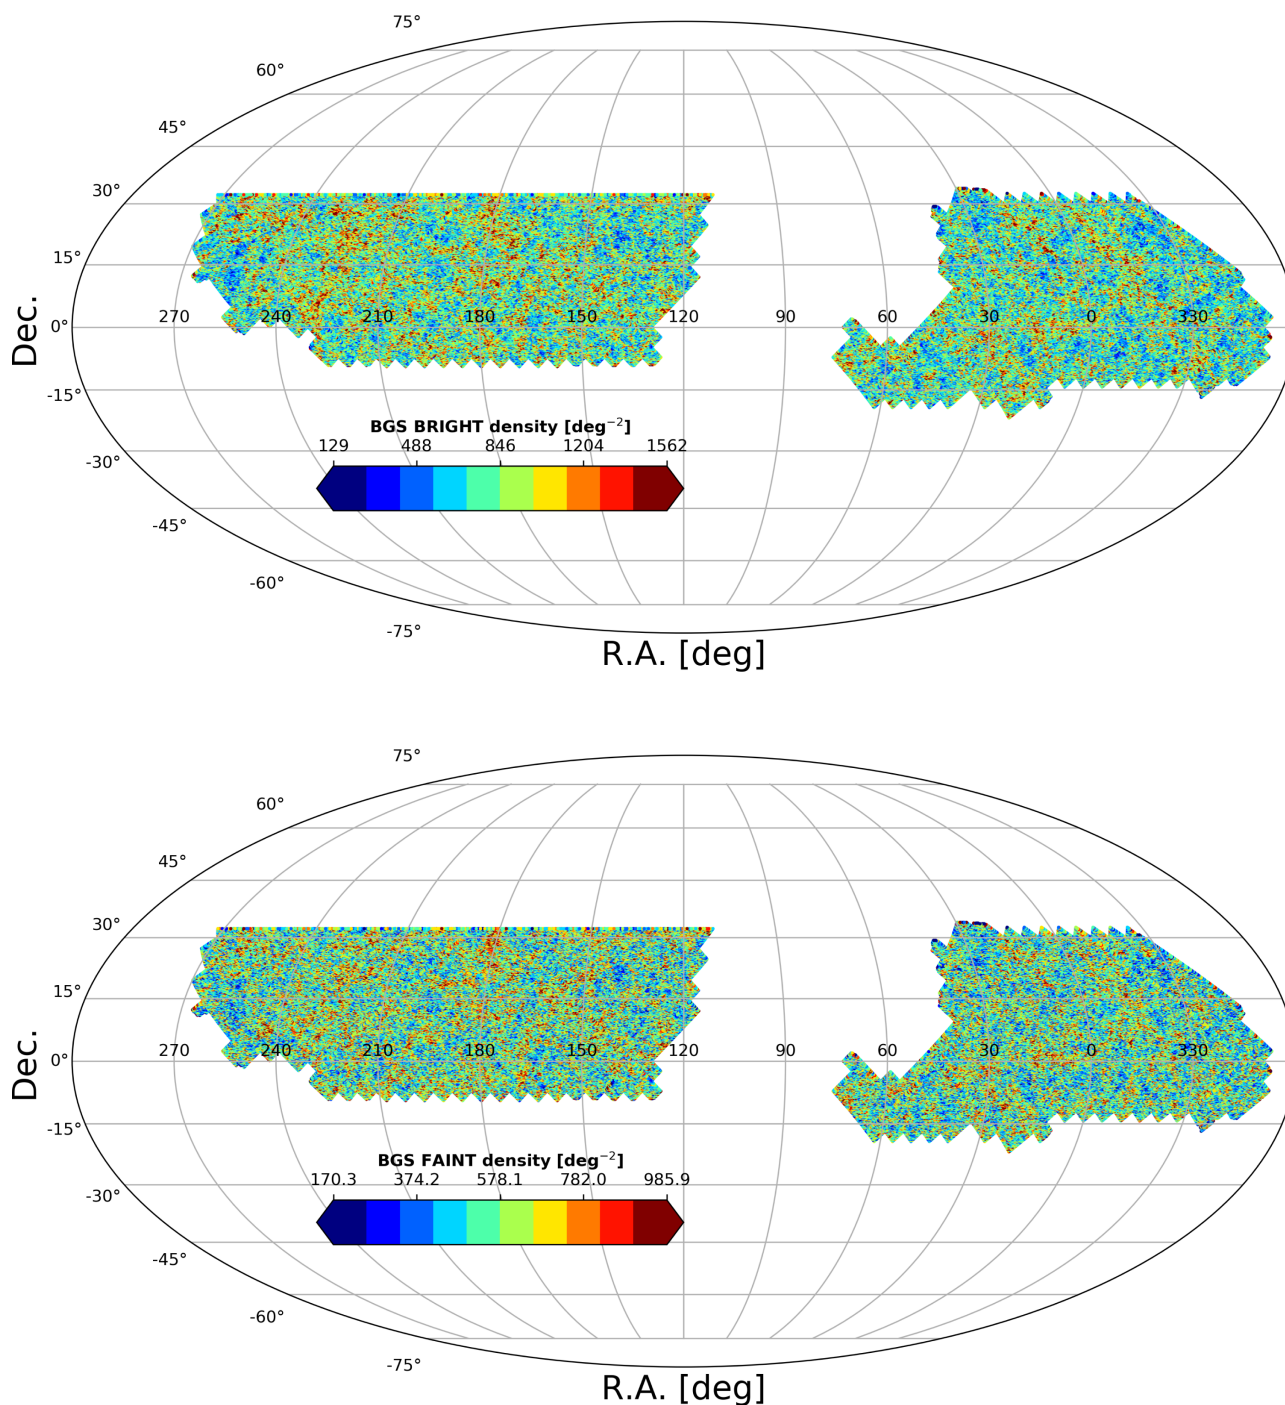 75°
60°
45°
30°
15°
270 240 210 180 150 120 90 60 30 0 330
0°
-15°
BGS BRIGHT density [deg⁻²]
129 488 846 1204 1562
-30°
-45°
-60°
-75°
Dec.
R.A. [deg]
75°
60°
45°
30°
15°
270 240 210 180 150 120 90 60 30 0 330
0°
-15°
BGS FAINT density [deg⁻²]
170.3 374.2 578.1 782.0 985.9
-30°
-45°
-60°
-75°
Dec.
R.A. [deg]